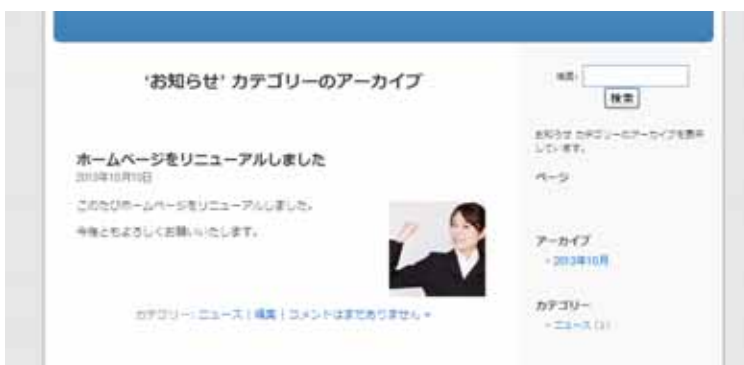 ‘お知らせ’ カテゴリーのアーカイブ
ホームページをリニューアルしました
2013年10月10日
このたびホームページをリニューアルしました。
今後ともよろしくお願いいたします。
カテゴリー: ニュース | 編集 | コメントはまだありません »
検索:
検索
お知らせ カテゴリーのアーカイブを表示
しています。
ページ
アーカイブ
2013年10月
カテゴリー
ニュース (1)